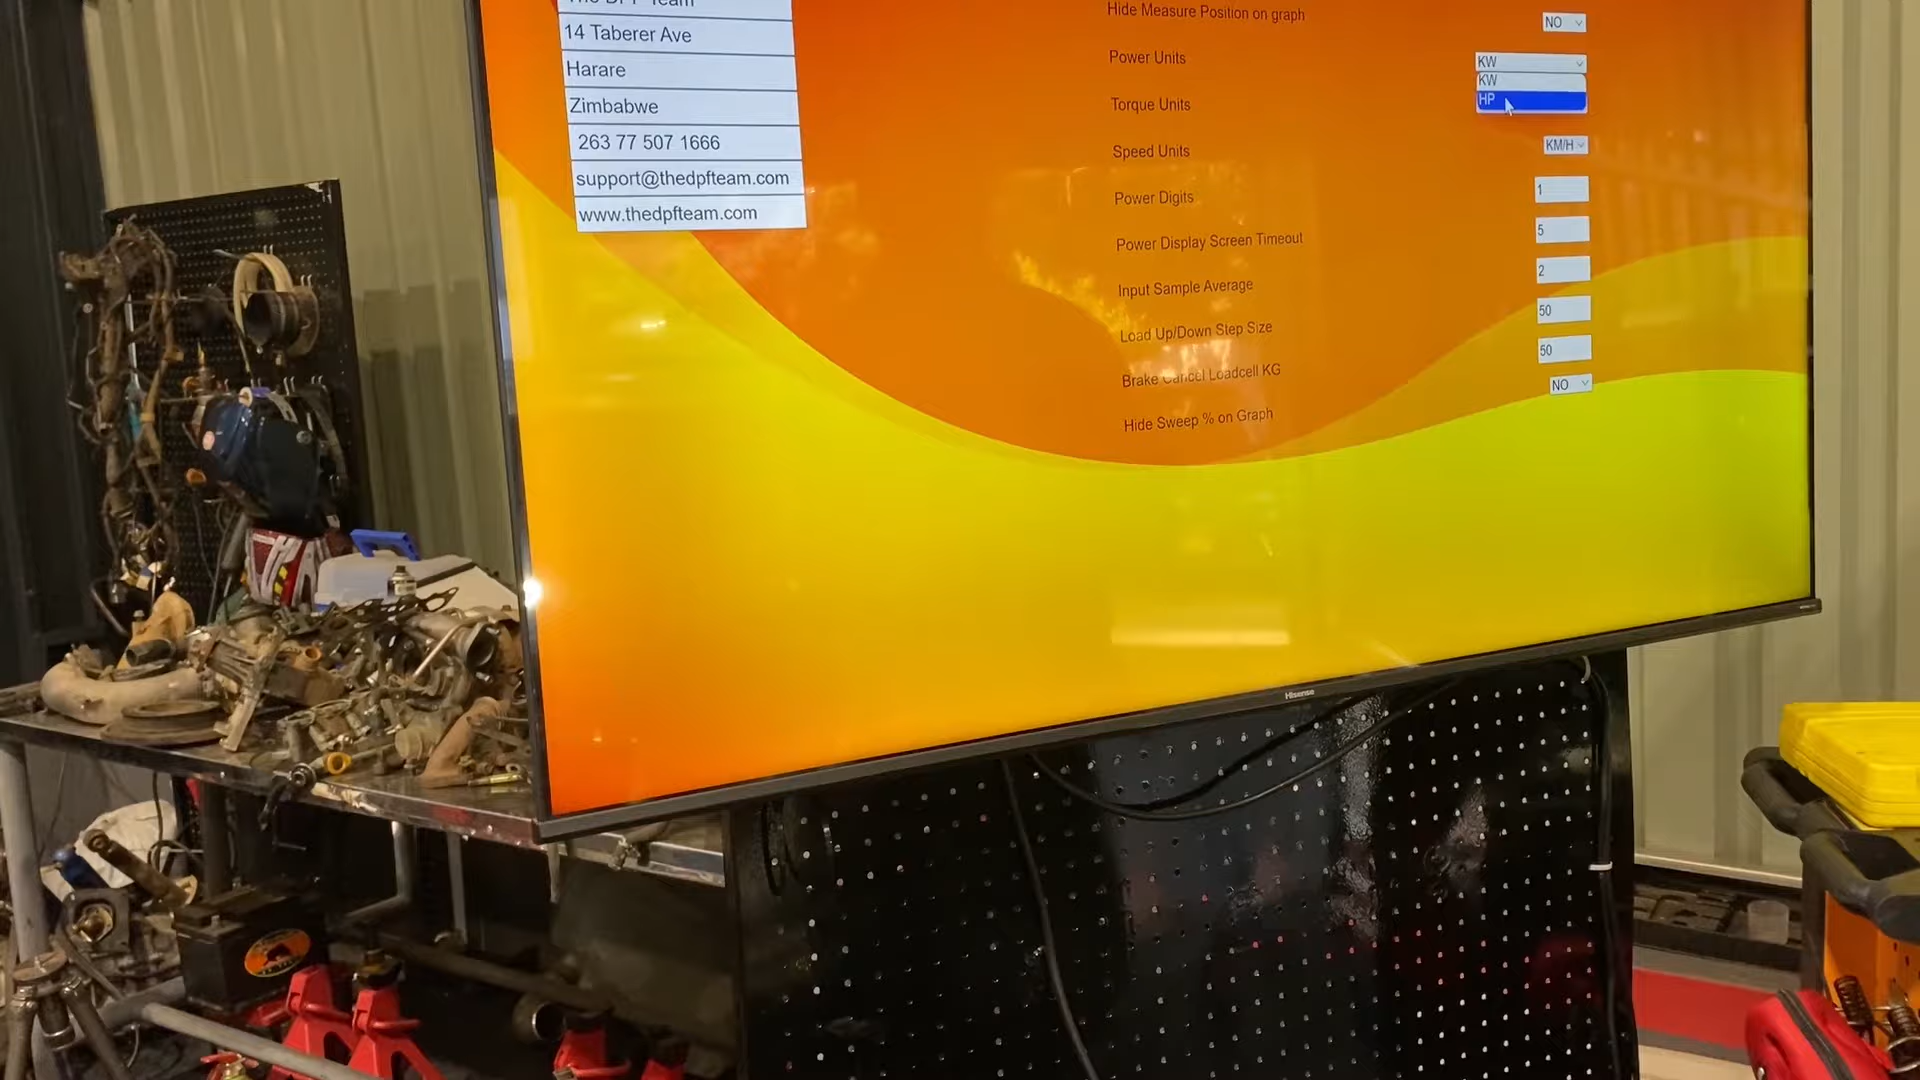 14 Taberer Ave
Harare
Zimbabwe
263 77 507 1666
support@thedpfteam.com
www.thedpfteam.com
Hide Measure Position on graph
NO
Power Units
KW
KW
HP
Torque Units
Speed Units
KM/H
Power Digits
1
Power Display Screen Timeout
5
Input Sample Average
2
Load Up/Down Step Size
50
Brake Cancel Loadcell KG
50
Hide Sweep % on Graph
NO
Hisense